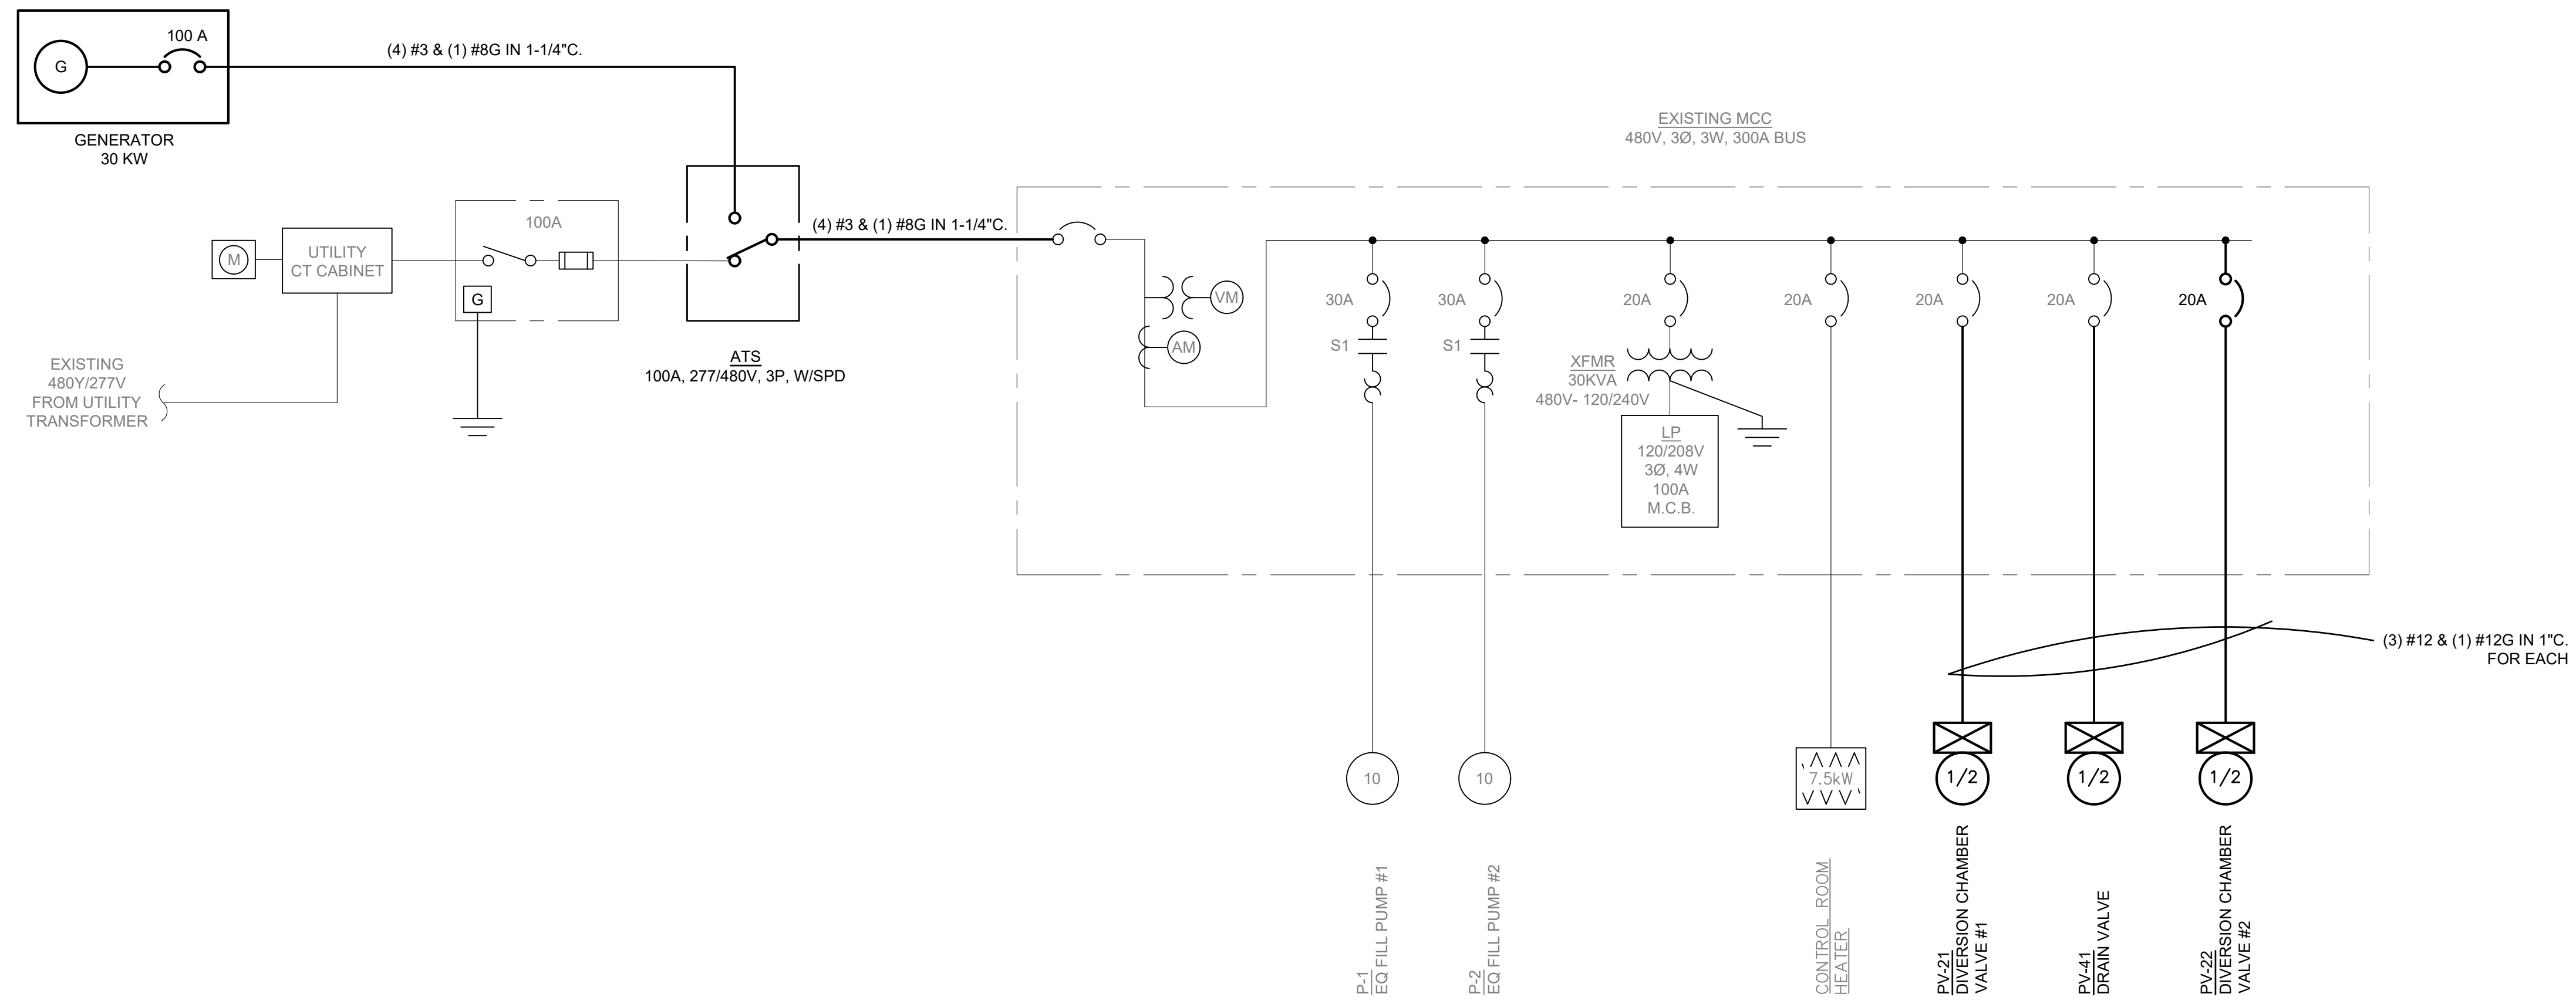 100 A
G
(4) #3 & (1) #8G IN 1-1/4"C.
GENERATOR
30 KW
EXISTING MCC
480V, 3Ø, 3W, 300A BUS
100A
M
UTILITY
CT CABINET
G
(4) #3 & (1) #8G IN 1-1/4"C.
EXISTING
480Y/277V
FROM UTILITY
TRANSFORMER
ATS
100A, 277/480V, 3P, W/SPD
VM
AM
30A
S1
30A
S1
20A
XFMR
30KVA
480V- 120/240V
LP
120/208V
3Ø, 4W
100A
M.C.B.
20A
20A
20A
20A
(3) #12 & (1) #12G IN 1"C.
FOR EACH
10
10
7.5kW
1/2
1/2
1/2
P-1
EQ FILL PUMP #1
P-2
EQ FILL PUMP #2
CONTROL ROOM
HEATER
PV-21
DIVERSION CHAMBER
VALVE #1
PV-41
DRAIN VALVE
PV-22
DIVERSION CHAMBER
VALVE #2